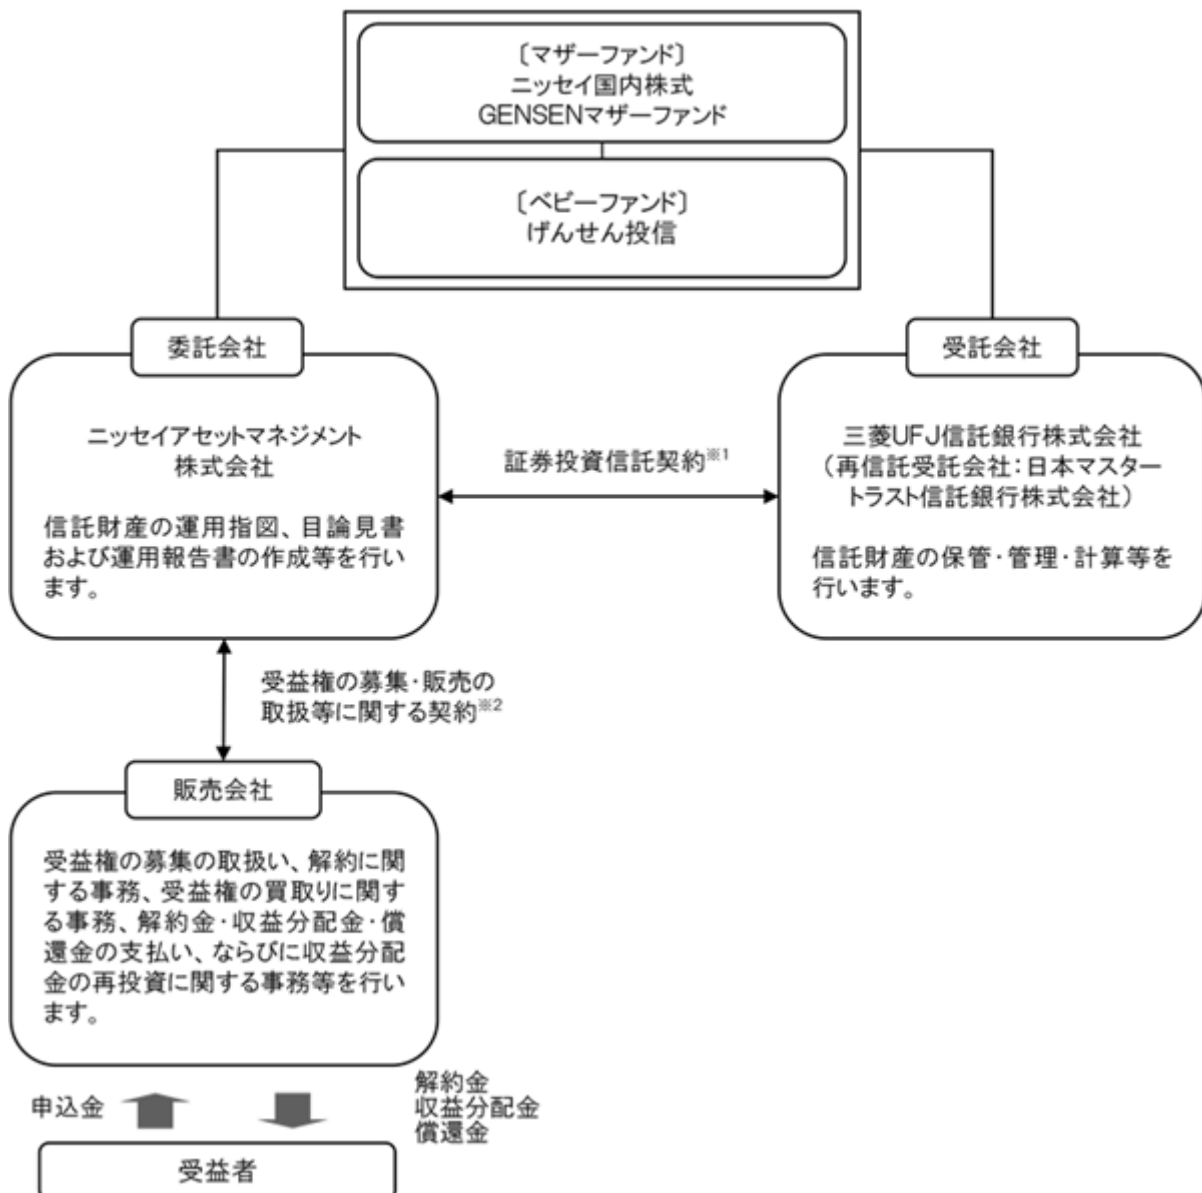 〔マザーファンド〕
ニッセイ国内株式
GENSENマザーファンド
〔ベビーファンド〕
げんせん投信
委託会社
ニッセイアセットマネジメント
株式会社
信託財産の運用指図、目論見書
および運用報告書の作成等を行い
ます。
証券投資信託契約※1
受託会社
三菱UFJ信託銀行株式会社
（再信託受託会社：日本マスター
トラスト信託銀行株式会社）
信託財産の保管・管理・計算等を
行います。
受益権の募集・販売の
取扱等に関する契約※2
販売会社
受益権の募集の取扱い、解約に関
する事務、受益権の買取りに関す
る事務、解約金・収益分配金・償
還金の支払い、ならびに収益分配
金の再投資に関する事務等を行い
ます。
申込金
解約金
収益分配金
償還金
受益者